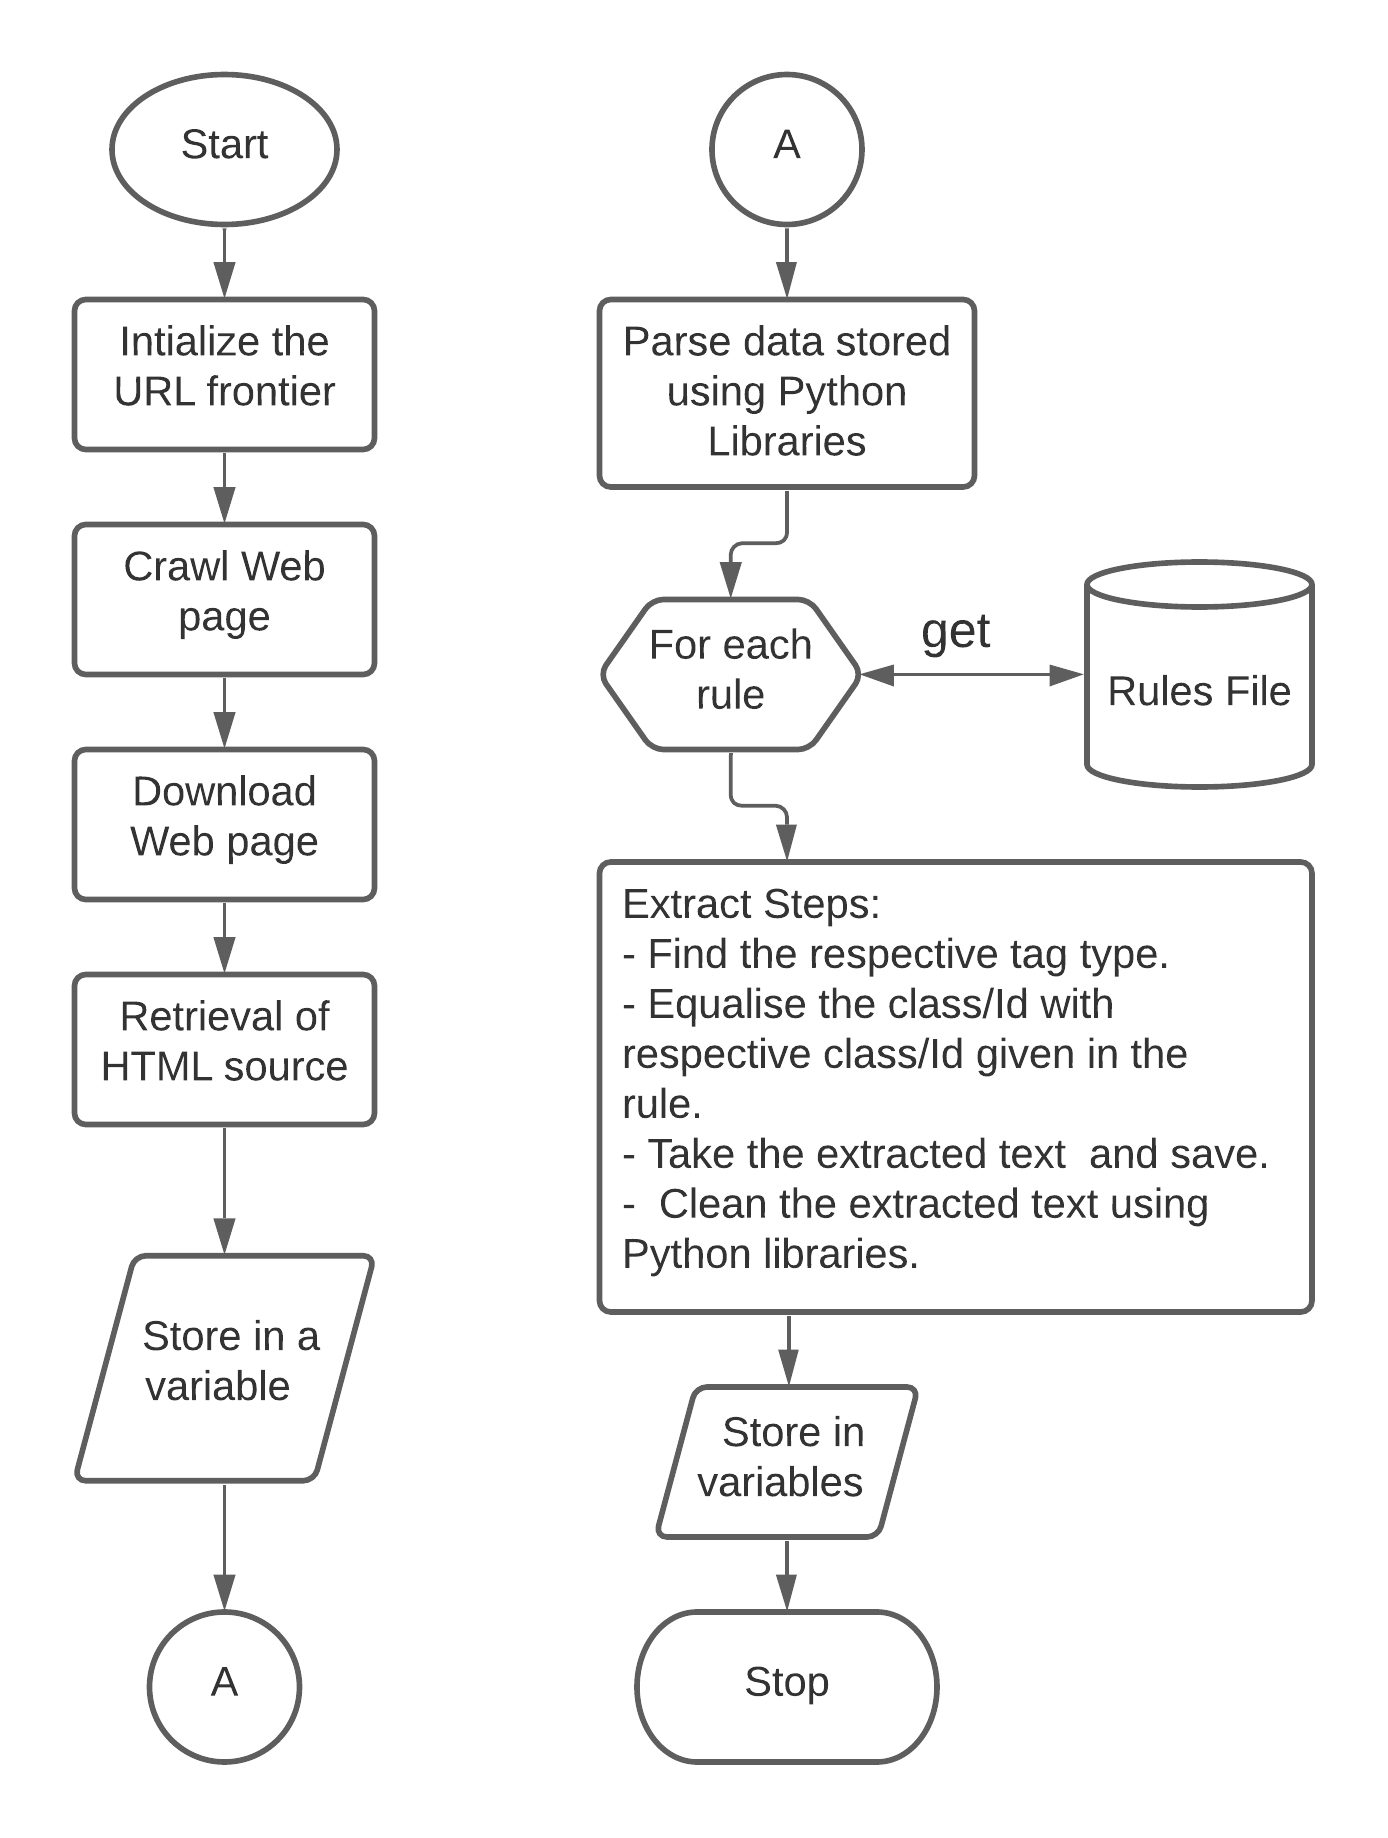 Start
Intialize the
URL frontier
Crawl Web
page
Download
Web page
Retrieval of
HTML source
Store in a
variable
A
A
Parse data stored
using Python
Libraries
For each
rule
get
Rules File
Extract Steps:
- Find the respective tag type.
- Equalise the class/Id with
respective class/Id given in the
rule.
- Take the extracted text  and save.
-  Clean the extracted text using
Python libraries.
Store in
variables
Stop